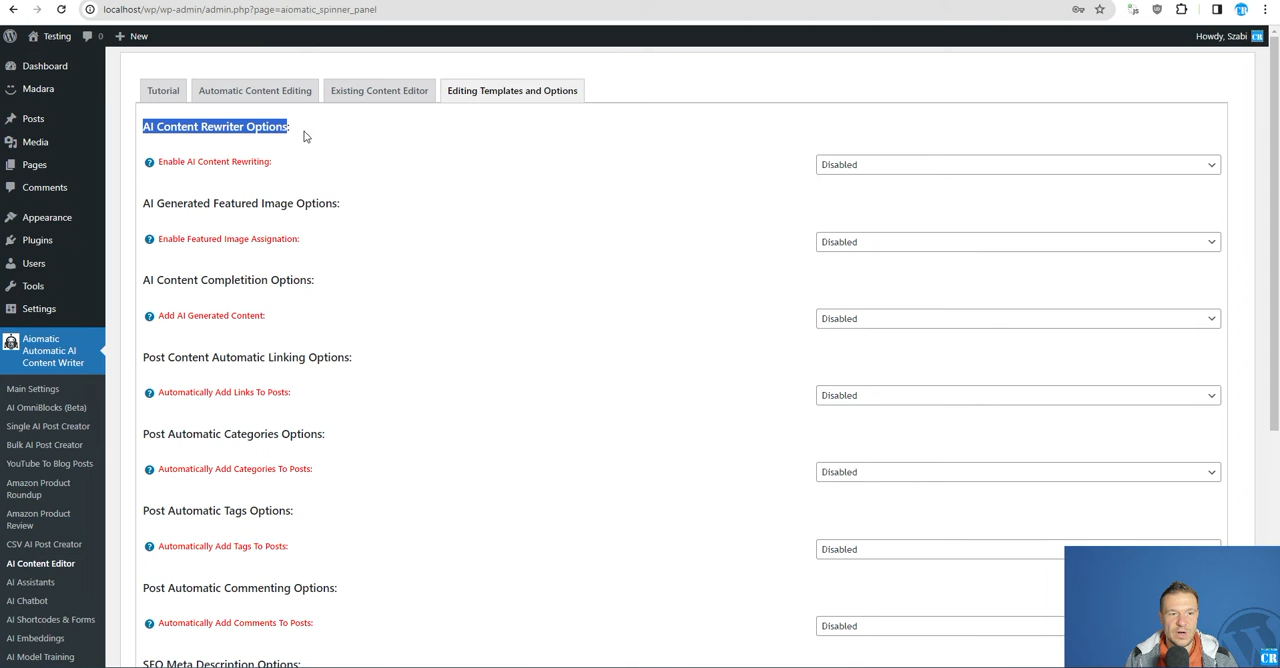 localhost/wp/wp-admin/admin.php?page=aiomatic_spinner_panel
Testing
0
New
Howdy, Szabi
CR
Dashboard
Madara
Posts
Media
Pages
Comments
Appearance
Plugins
Users
Tools
Settings
Aiomatic
Automatic AI
Content Writer
Main Settings
AI OmniBlocks (Beta)
Single AI Post Creator
Bulk AI Post Creator
YouTube To Blog Posts
Amazon Product
Roundup
Amazon Product
Review
CSV AI Post Creator
AI Content Editor
AI Assistants
AI Chatbot
AI Shortcodes & Forms
AI Embeddings
AI Model Training
Tutorial
Automatic Content Editing
Existing Content Editor
Editing Templates and Options
AI Content Rewriter Options:
Enable AI Content Rewriting:
Disabled
AI Generated Featured Image Options:
Enable Featured Image Assignation:
Disabled
AI Content Completition Options:
Add AI Generated Content:
Disabled
Post Content Automatic Linking Options:
Automatically Add Links To Posts:
Disabled
Post Automatic Categories Options:
Automatically Add Categories To Posts:
Disabled
Post Automatic Tags Options:
Automatically Add Tags To Posts:
Disabled
Post Automatic Commenting Options:
Automatically Add Comments To Posts:
Disabled
SEO Meta Description Options:
CR